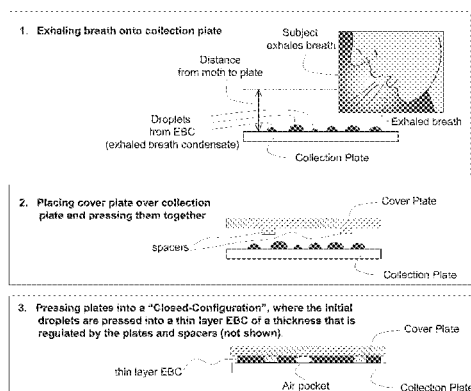 1. Exhaling breath onto collection plate
Subject
exhales breath
Distance
from moth to plate
Droplets
from EBC
(exhaled breath condensate)
Exhaled breath
Collection Plate
2. Placing cover plate over collection
plate and pressing them together
Cover Plate
spacers
Collection Plate
3. Pressing plates into a "Closed-Configuration", where the initial
droplets are pressed into a thin layer EBC of a thickness that is
regulated by the plates and spacers (not shown)
Cover Plate
thin layer EBC
Air pocket
Collection Plate